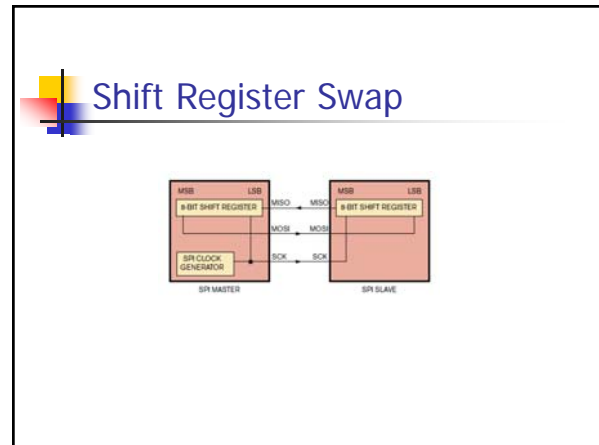 Shift Register Swap
MSB LSB
8-BIT SHIFT REGISTER
MISO MISO
MSB LSB
8-BIT SHIFT REGISTER
MOSI MOSI
SPI CLOCK
GENERATOR
SCK SCK
SPI MASTER
SPI SLAVE